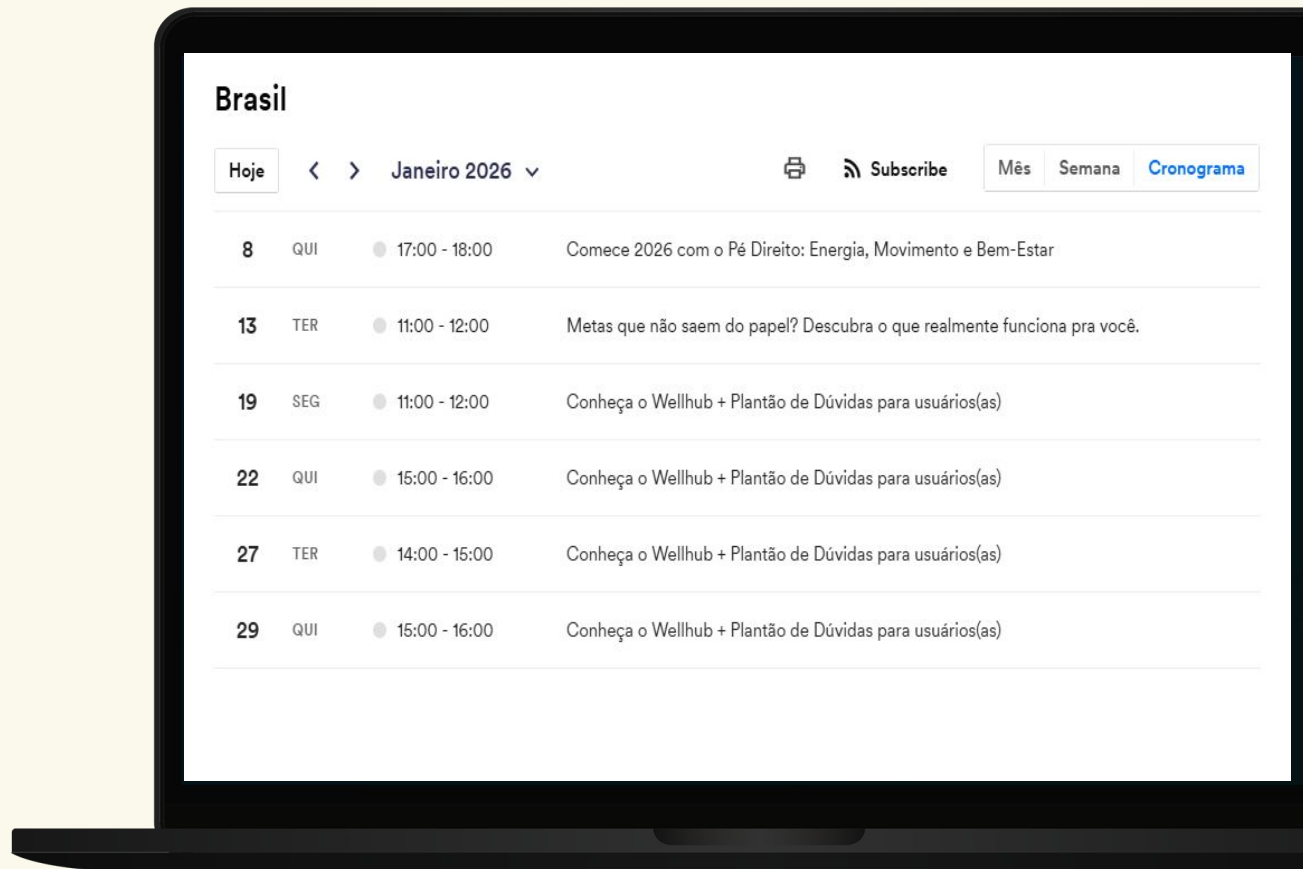 Brasil
Hoje Janeiro 2026 Subscribe Mês Semana Cronograma
8 QUI 17:00 - 18:00 Comece 2026 com o Pé Direito: Energia, Movimento e Bem-Estar
13 TER 11:00 - 12:00 Metas que não saem do papel? Descubra o que realmente funciona pra você.
19 SEG 11:00 - 12:00 Conheça o Wellhub + Plantão de Dúvidas para usuários(as)
22 QUI 15:00 - 16:00 Conheça o Wellhub + Plantão de Dúvidas para usuários(as)
27 TER 14:00 - 15:00 Conheça o Wellhub + Plantão de Dúvidas para usuários(as)
29 QUI 15:00 - 16:00 Conheça o Wellhub + Plantão de Dúvidas para usuários(as)